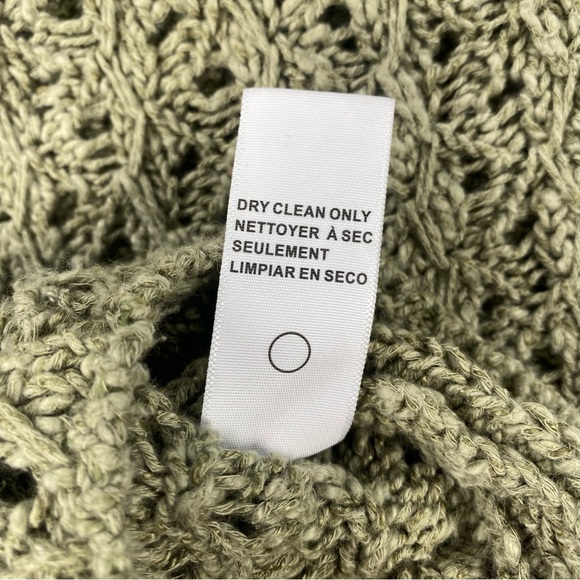 DRY CLEAN ONLY
NETTOYER À SEC
SEULEMENT
LIMPIAR EN SECO